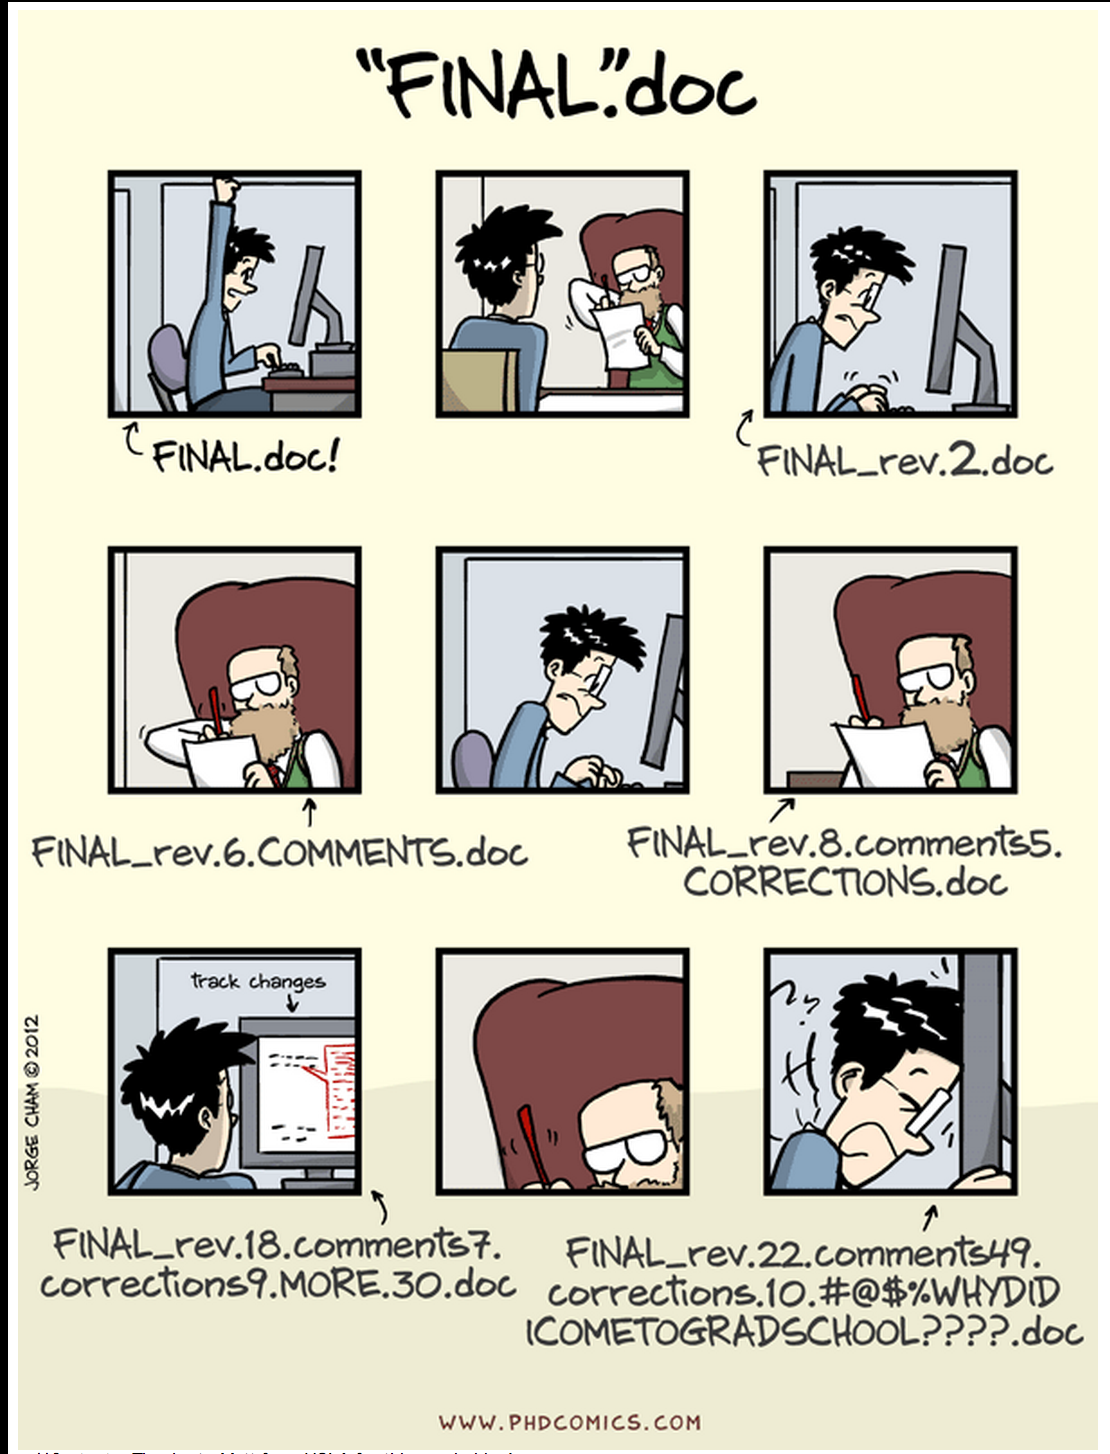 "FINAL".doc
FINAL.doc!
FINAL_rev.2.doc
FINAL_rev.6.COMMENTS.doc
FINAL_rev.8.comments5.
CORRECTIONS.doc
track changes
FINAL_rev.18.comments7.
corrections9.MORE.30.doc
FINAL_rev.22.comments49.
corrections.10.#@$%WHYDID
ICOMETOGRADSCHOOL????.doc
JORGE CHAM © 2012
WWW.PHDCOMICS.COM